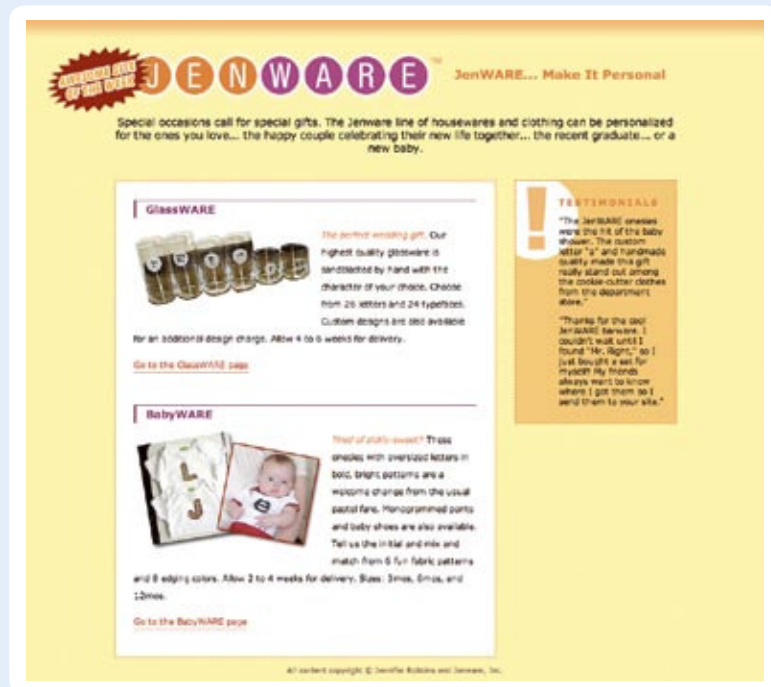 AWESOME SITE
OF THE WEEK
JENWARE™
JenWARE... Make It Personal
Special occasions call for special gifts. The Jenware line of housewares and clothing can be personalized
for the ones you love... the happy couple celebrating their new life together... the recent graduate... or a
new baby.
GlassWARE
The perfect wedding gift. Our
highest quality glassware is
sandblasted by hand with the
character of your choice. Choose
from 26 letters and 24 typefaces.
Custom designs are also available
for an additional design charge. Allow 4 to 6 weeks for delivery.
Go to the GlassWARE page
BabyWARE
Tired of sickly-sweet? These
onesies with oversized letters in
bold, bright patterns are a
welcome change from the usual
pastel fare. Monogrammed pants
and baby shoes are also available.
Tell us the initial and mix and
match from 6 fun fabric patterns
and 8 edging colors. Allow 2 to 4 weeks for delivery. Sizes: 3mos, 6mos, and
12mos.
Go to the BabyWARE page
!
TESTIMONIALS
"The JenWARE onesies
were the hit of the baby
shower. The custom
letter "a" and handmade
quality made this gift
really stand out among
the cookie-cutter clothes
from the department
store."
"Thanks for the cool
JenWARE barware. I
couldn't wait until I
found "Mr. Right," so I
just bought a set for
myself! My friends
always want to know
where I got them so I
send them to your site."
All content copyright © Jennifer Robbins and Jenware, Inc.
L
J
e